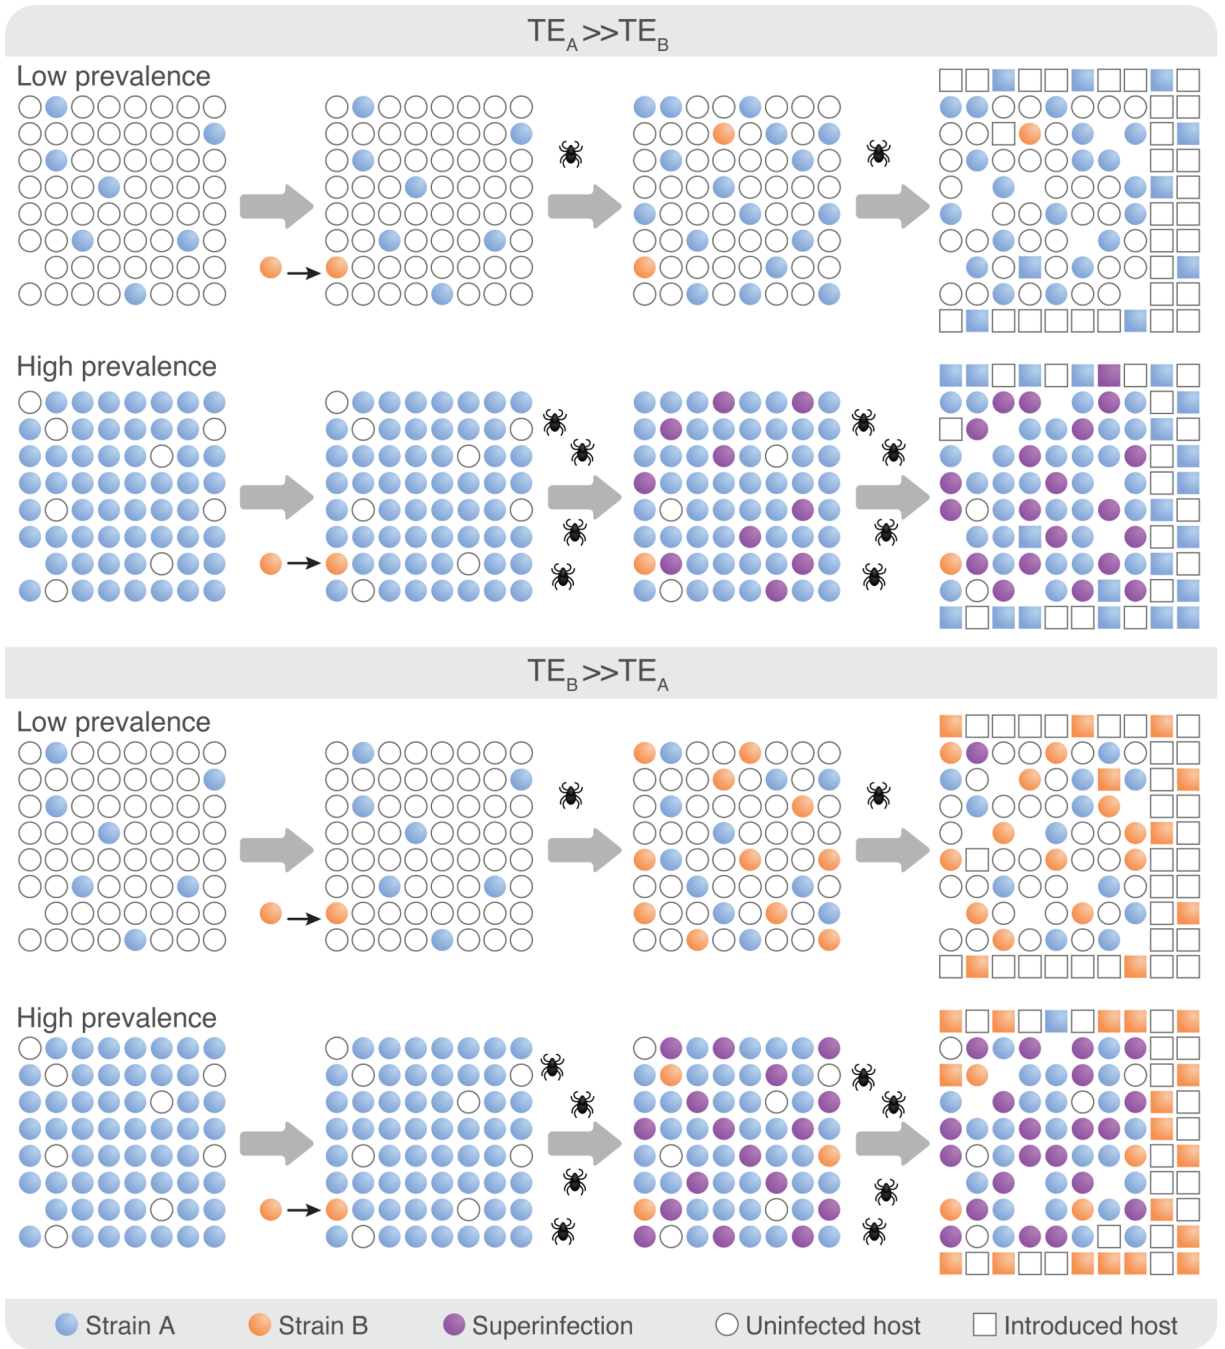 TEA >>TEB
Low prevalence
High prevalence
TEB >>TEA
Low prevalence
High prevalence
Strain A
Strain B
Superinfection
Uninfected host
Introduced host